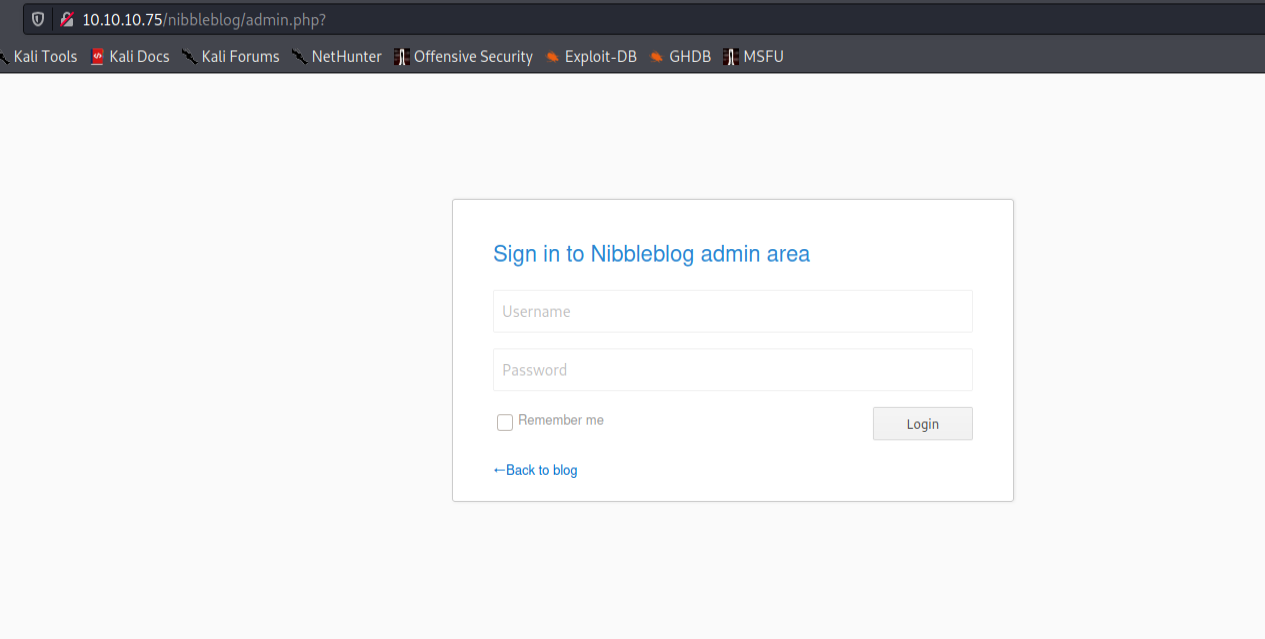 10.10.10.75/nibbleblog/admin.php?
Kali Tools Kali Docs Kali Forums NetHunter Offensive Security Exploit-DB GHDB MSFU
Sign in to Nibbleblog admin area
Username
Password
Remember me Login
←Back to blog